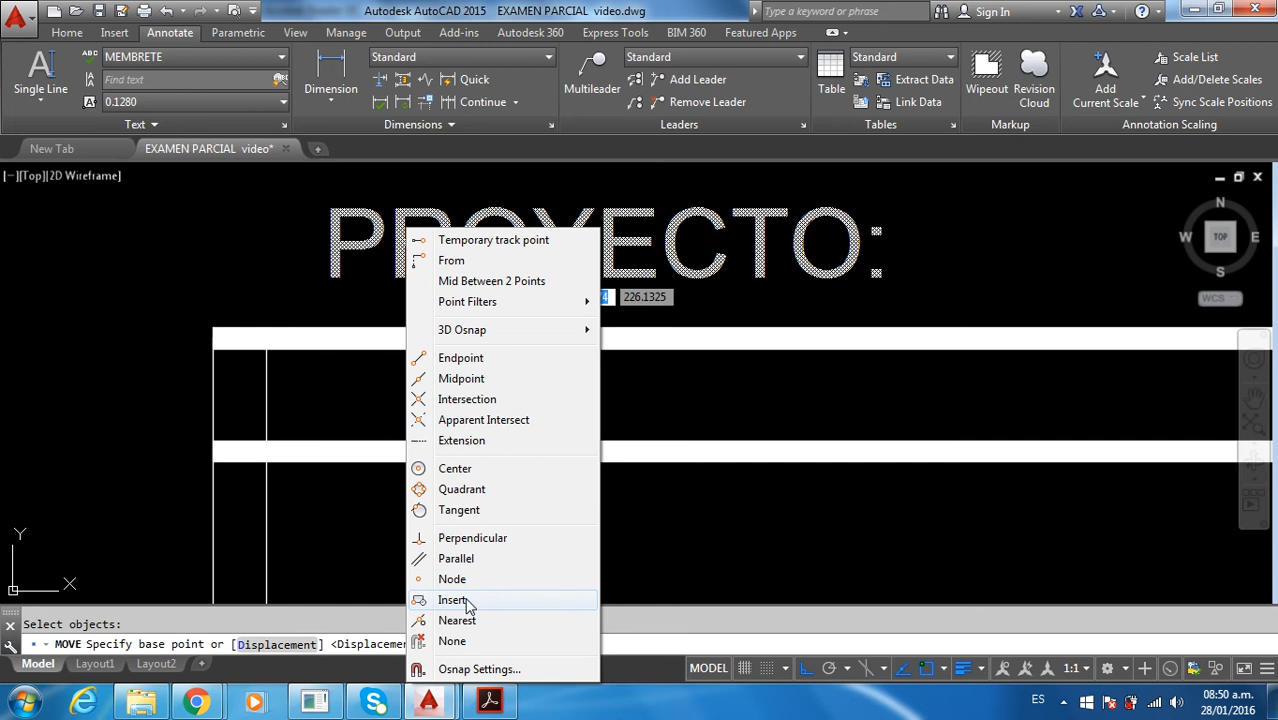 Autodesk AutoCAD 2015 EXAMEN PARCIAL video.dwg
Type a keyword or phrase
Sign In
Home Insert Annotate Parametric View Manage Output Add-ins Autodesk 360 Express Tools BIM 360 Featured Apps
Single Line
ABC
MEMBRETE
Find text
0.1280
Text
Dimension
Standard
Quick
Continue
Dimensions
Multileader
Standard
Add Leader
Remove Leader
Leaders
Table
Standard
Extract Data
Link Data
Tables
Wipeout
Revision Cloud
Markup
Add Current Scale
Scale List
Add/Delete Scales
Sync Scale Positions
Annotation Scaling
New Tab
EXAMEN PARCIAL video*
[−][Top][2D Wireframe]
PROYECTO:
226.1325
N
W TOP E
S
WCS
Temporary track point
From
Mid Between 2 Points
Point Filters
3D Osnap
Endpoint
Midpoint
Intersection
Apparent Intersect
Extension
Center
Quadrant
Tangent
Perpendicular
Parallel
Node
Insert
Nearest
None
Osnap Settings...
Y
X
Select objects:
MOVE Specify base point or [Displacement] <Displaceme
Model Layout1 Layout2
MODEL
1:1
ES
08:50 a.m.
28/01/2016